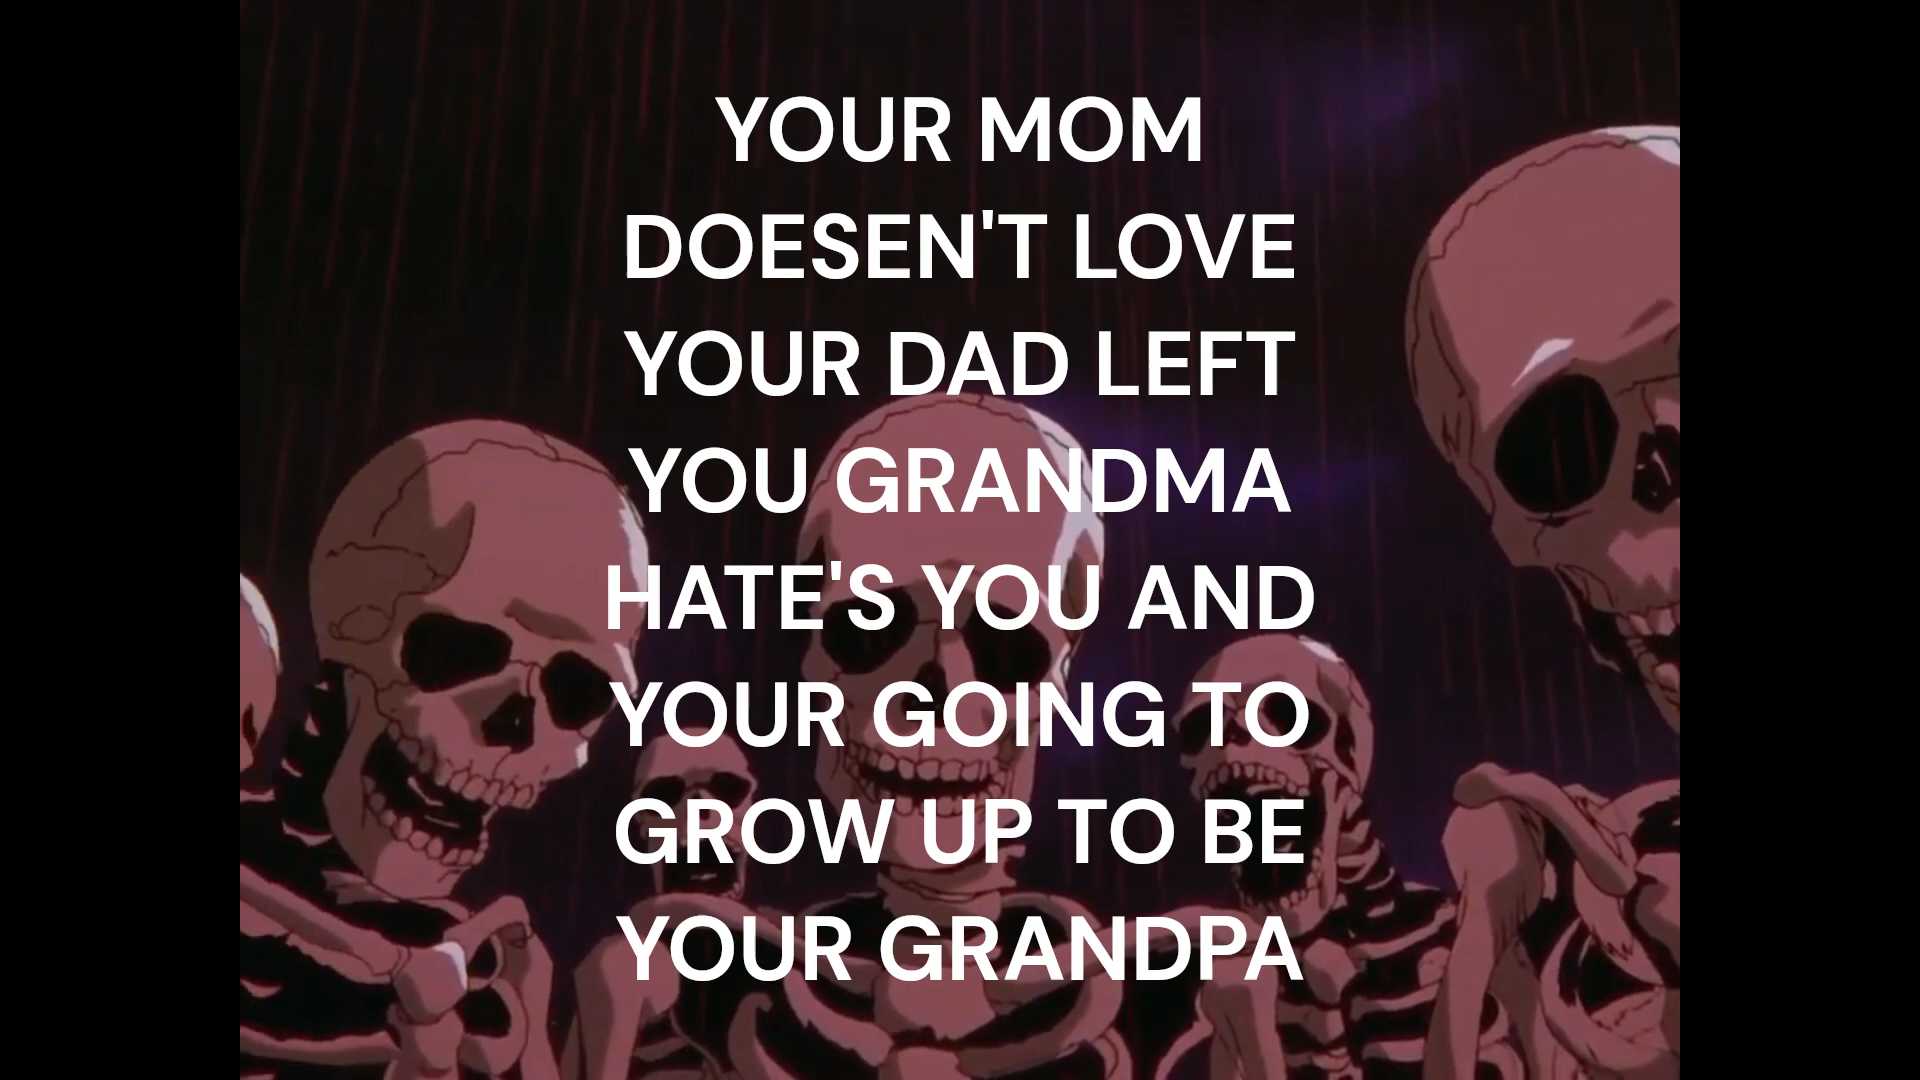 YOUR MOM
DOESEN'T LOVE
YOUR DAD LEFT
YOU GRANDMA
HATE'S YOU AND
YOUR GOING TO
GROW UP TO BE
YOUR GRANDPA